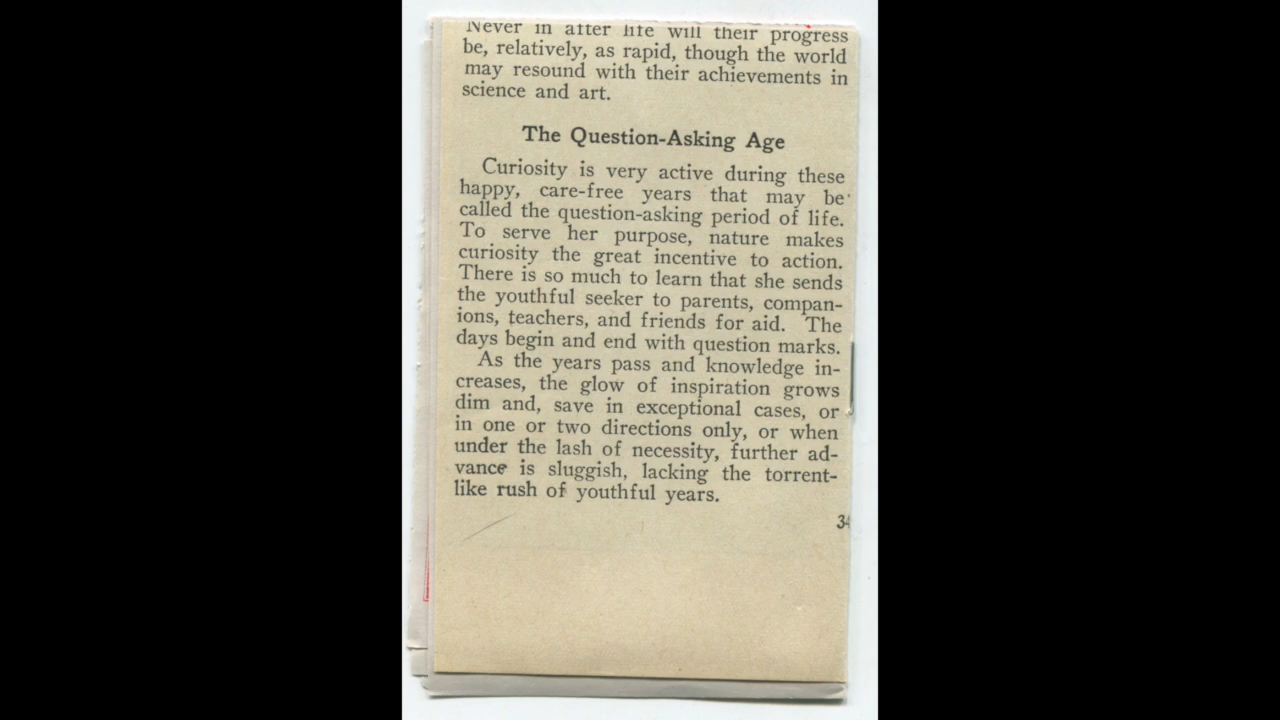 Never in after life will their progress
be, relatively, as rapid, though the world
may resound with their achievements in
science and art.
The Question-Asking Age
Curiosity is very active during these
happy, care-free years that may be
called the question-asking period of life.
To serve her purpose, nature makes
curiosity the great incentive to action.
There is so much to learn that she sends
the youthful seeker to parents, compan-
ions, teachers, and friends for aid. The
days begin and end with question marks.
As the years pass and knowledge in-
creases, the glow of inspiration grows
dim and, save in exceptional cases, or
in one or two directions only, or when
under the lash of necessity, further ad-
vance is sluggish, lacking the torrent-
like rush of youthful years.
34